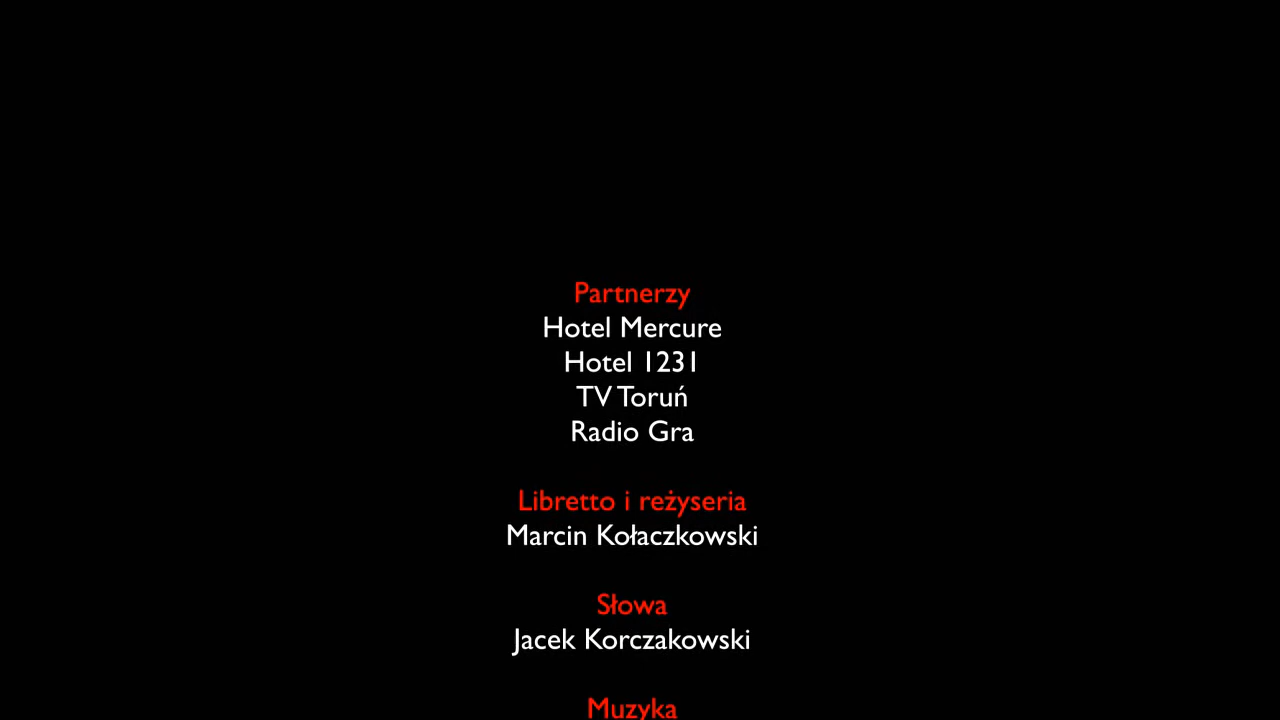 Partnerzy
Hotel Mercure
Hotel 1231
TV Toruń
Radio Gra
Libretto i reżyseria
Marcin Kołaczkowski
Słowa
Jacek Korczakowski
Muzyka